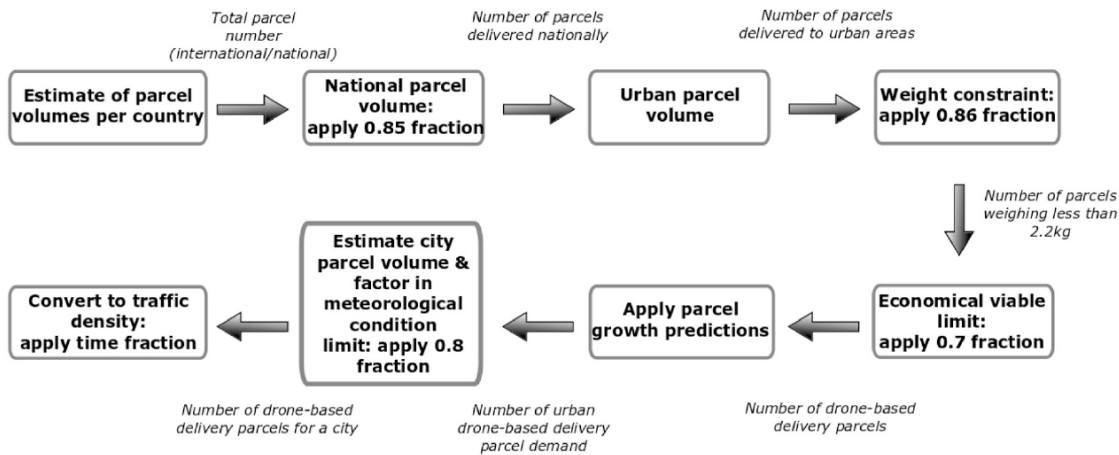 Total parcel
number
(international/national)
Number of parcels
delivered nationally
Number of parcels
delivered to urban areas
Estimate of parcel
volumes per country
National parcel
volume:
apply 0.85 fraction
Urban parcel
volume
Weight constraint:
apply 0.86 fraction
Number of parcels
weighing less than
2.2kg
Economical viable
limit:
apply 0.7 fraction
Apply parcel
growth predictions
Estimate city
parcel volume &
factor in
meteorological
condition
limit: apply 0.8
fraction
Convert to traffic
density:
apply time fraction
Number of drone-based
delivery parcels
Number of urban
drone-based delivery
parcel demand
Number of drone-based
delivery parcels for a city